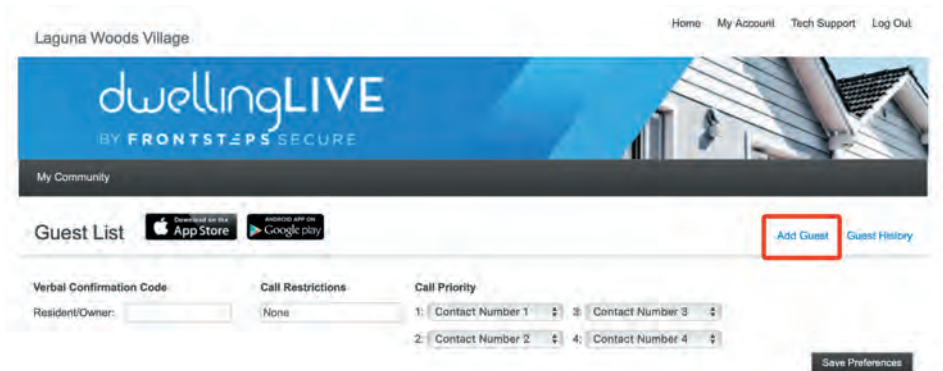 Laguna Woods Village
Home My Account Tech Support Log Out
dwellingLIVE
BY FRONTSTEPS SECURE
My Community
Guest List
Download on the
App Store
ANDROID APP ON
Google play
Add Guest Guest History
Verbal Confirmation Code Call Restrictions Call Priority
Resident/Owner: None 1: Contact Number 1 3: Contact Number 3
2: Contact Number 2 4: Contact Number 4
Save Preferences